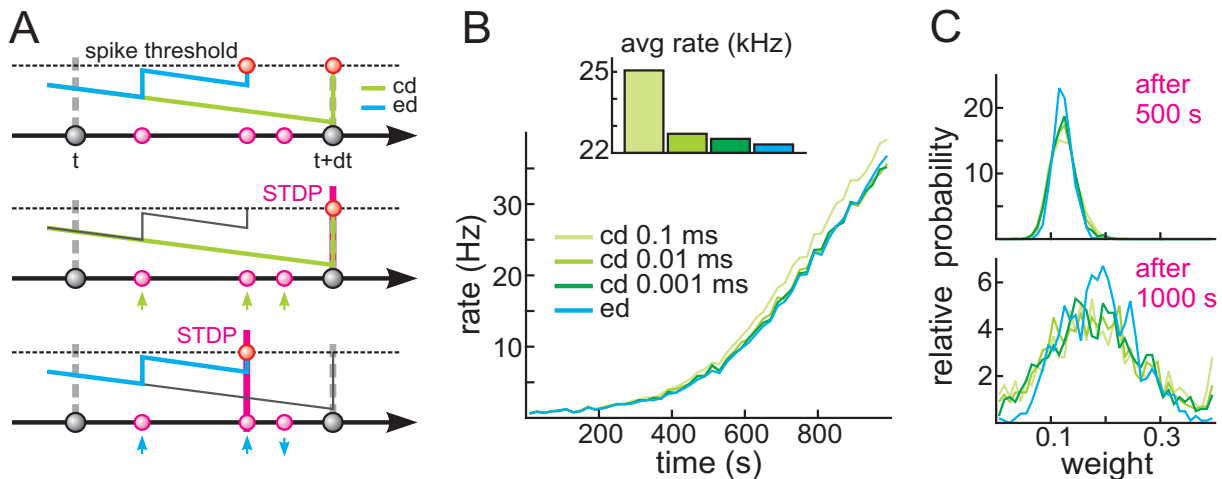 A
spike threshold
cd
ed
t
t+dt
STDP
STDP
B
avg rate (kHz)
25
22
rate (Hz)
30
20
10
cd 0.1 ms
cd 0.01 ms
cd 0.001 ms
ed
200
400
600
800
time (s)
C
relative probability
20
10
after
500 s
6
4
2
after
1000 s
0.1
0.3
weight